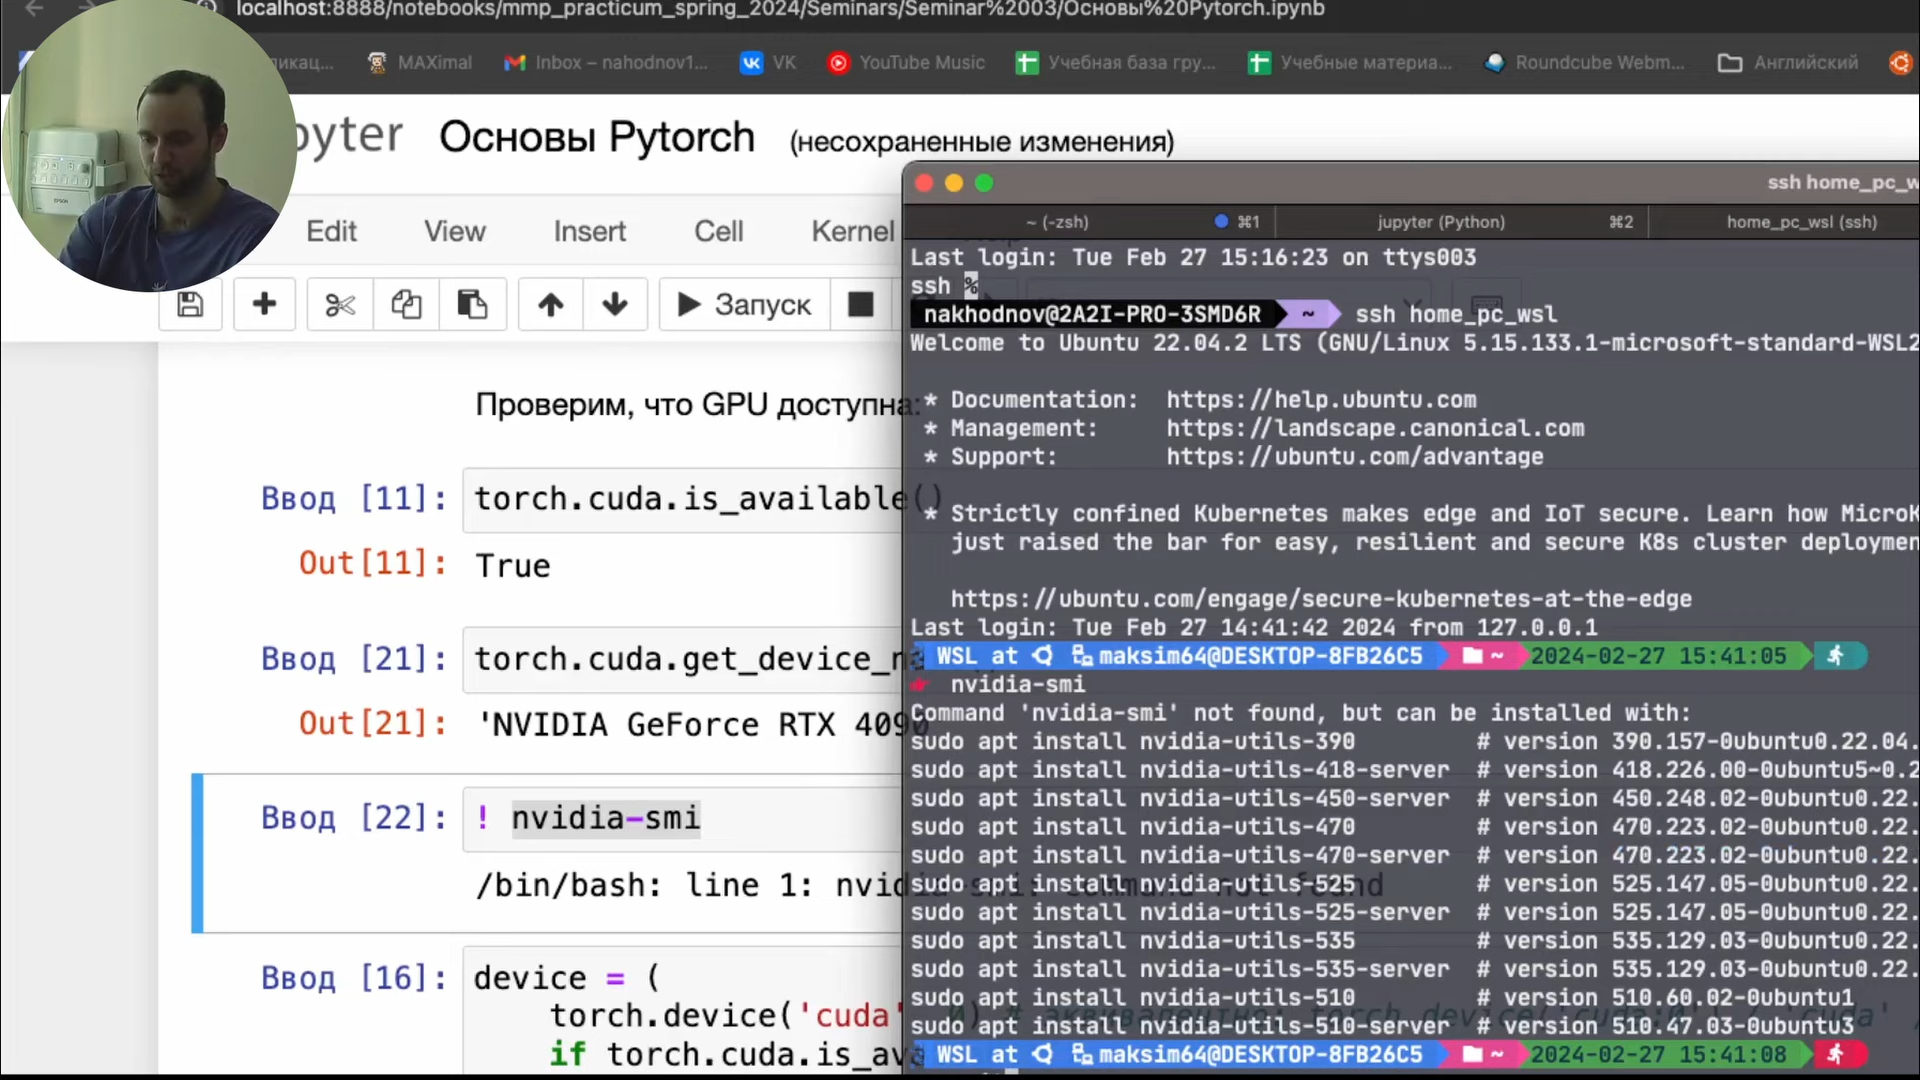 localhost:8888/notebooks/mmp_practicum_spring_2024/Seminars/Seminar%2003/Основы%20Pytorch.ipynb
MAXimal
Inbox – nahodnov1...
VK
YouTube Music
Учебная база гру...
Учебные материа...
Roundcube Webm...
Английский
Основы Pytorch (несохраненные изменения)
Edit View Insert Cell Kernel
Запуск
Проверим, что GPU доступна:
Ввод [11]: torch.cuda.is_available()
Out[11]: True
Ввод [21]: torch.cuda.get_device_
Out[21]: 'NVIDIA GeForce RTX 4090
Ввод [22]: ! nvidia-smi
/bin/bash: line 1: nvidia-smi: command not found
Ввод [16]: device = (
torch.device('cuda'
if torch.cuda.is_
ssh home_pc_w
~ (-zsh) ⌘1
jupyter (Python) ⌘2
home_pc_wsl (ssh)
Last login: Tue Feb 27 15:16:23 on ttys003
ssh %
nakhodnov@2A2I-PRO-3SMD6R ~ ssh home_pc_wsl
Welcome to Ubuntu 22.04.2 LTS (GNU/Linux 5.15.133.1-microsoft-standard-WSL2
* Documentation: https://help.ubuntu.com
* Management: https://landscape.canonical.com
* Support: https://ubuntu.com/advantage
* Strictly confined Kubernetes makes edge and IoT secure. Learn how MicroK
just raised the bar for easy, resilient and secure K8s cluster deploymen
https://ubuntu.com/engage/secure-kubernetes-at-the-edge
Last login: Tue Feb 27 14:41:42 2024 from 127.0.0.1
WSL at maksim64@DESKTOP-8FB26C5 ~ 2024-02-27 15:41:05
nvidia-smi
Command 'nvidia-smi' not found, but can be installed with:
sudo apt install nvidia-utils-390 # version 390.157-0ubuntu0.22.04.
sudo apt install nvidia-utils-418-server # version 418.226.00-0ubuntu5~0.2
sudo apt install nvidia-utils-450-server # version 450.248.02-0ubuntu0.22.
sudo apt install nvidia-utils-470 # version 470.223.02-0ubuntu0.22.
sudo apt install nvidia-utils-470-server # version 470.223.02-0ubuntu0.22.
sudo apt install nvidia-utils-525 # version 525.147.05-0ubuntu0.22.
sudo apt install nvidia-utils-525-server # version 525.147.05-0ubuntu0.22.
sudo apt install nvidia-utils-535 # version 535.129.03-0ubuntu0.22.
sudo apt install nvidia-utils-535-server # version 535.129.03-0ubuntu0.22.
sudo apt install nvidia-utils-510 # version 510.60.02-0ubuntu1
sudo apt install nvidia-utils-510-server # version 510.47.03-0ubuntu3
WSL at maksim64@DESKTOP-8FB26C5 ~ 2024-02-27 15:41:08